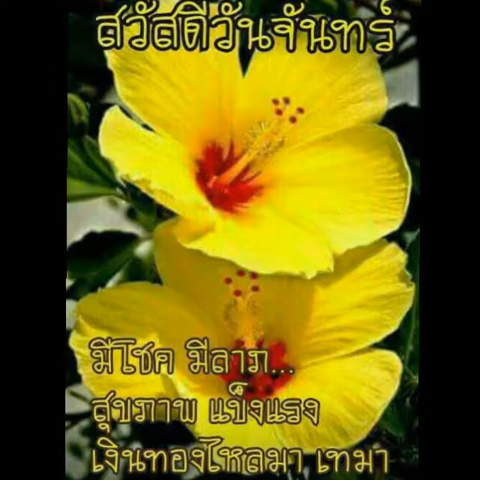 สวัสดีวันจันทร์
มีโชค มีลาภ...
สุขภาพ แข็งแรง
เงินทองไหลมา เทมา